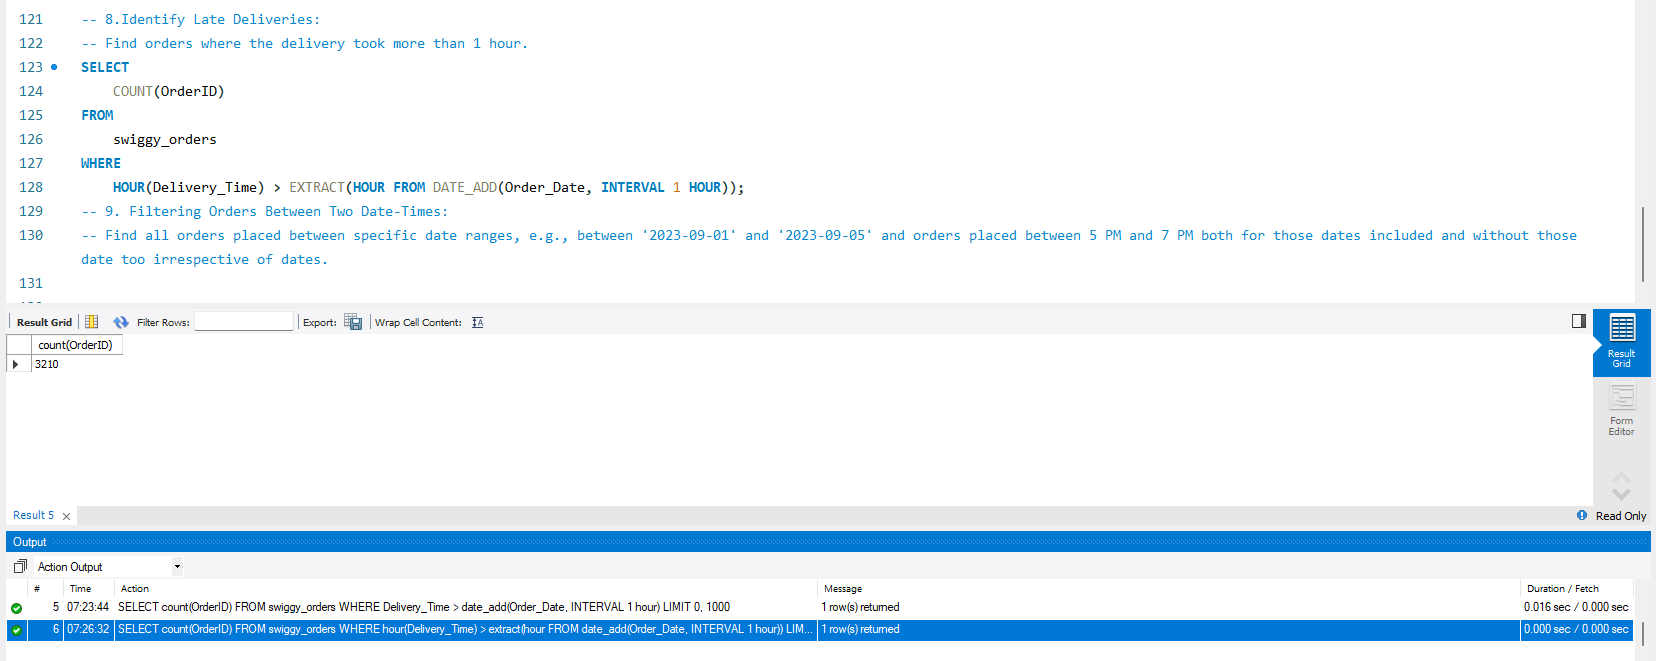 121 -- 8.Identify Late Deliveries:
122 -- Find orders where the delivery took more than 1 hour.
123 SELECT
124 COUNT(OrderID)
125 FROM
126 swiggy_orders
127 WHERE
128 HOUR(Delivery_Time) > EXTRACT(HOUR FROM DATE_ADD(Order_Date, INTERVAL 1 HOUR));
129 -- 9. Filtering Orders Between Two Date-Times:
130 -- Find all orders placed between specific date ranges, e.g., between '2023-09-01' and '2023-09-05' and orders placed between 5 PM and 7 PM both for those dates included and without those
date too irrespective of dates.
131
Result Grid Filter Rows: Export: Wrap Cell Content:
count(OrderID)
3210
Result
Grid
Form
Editor
Result 5
Read Only
Output
Action Output
# Time Action Message Duration / Fetch
5 07:23:44 SELECT count(OrderID) FROM swiggy_orders WHERE Delivery_Time > date_add(Order_Date, INTERVAL 1 hour) LIMIT 0, 1000 1 row(s) returned 0.016 sec / 0.000 sec
6 07:26:32 SELECT count(OrderID) FROM swiggy_orders WHERE hour(Delivery_Time) > extract(hour FROM date_add(Order_Date, INTERVAL 1 hour)) LIM... 1 row(s) returned 0.000 sec / 0.000 sec